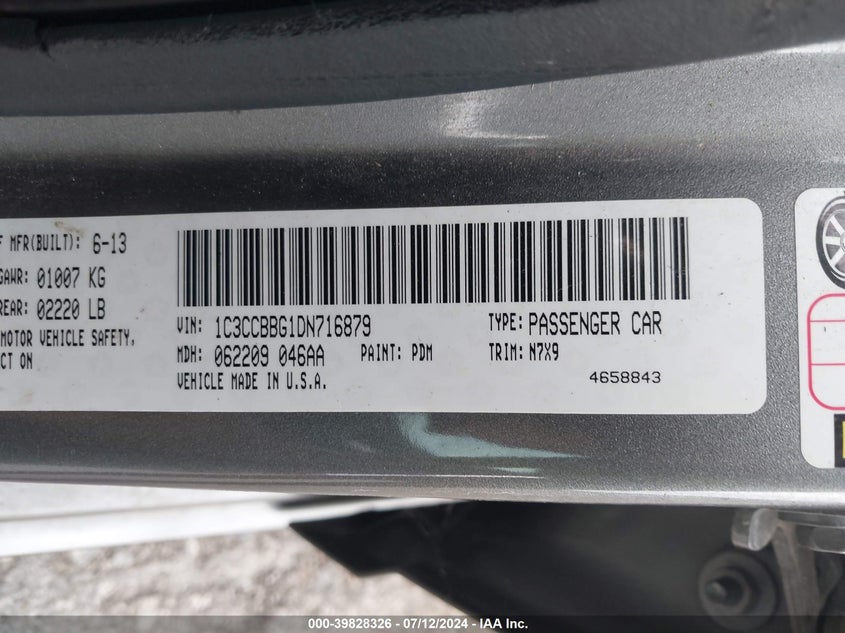 F MFR(BUILT): 6-13
GAWR: 01007 KG
REAR: 02220 LB
MOTOR VEHICLE SAFETY,
CT ON
VIN: 1C3CCBBG1DN716879
TYPE: PASSENGER CAR
MDH: 062209 046AA
PAINT: PDM
TRIM: N7X9
VEHICLE MADE IN U.S.A.
4658843
000-39828326 - 07/12/2024 - IAA Inc.